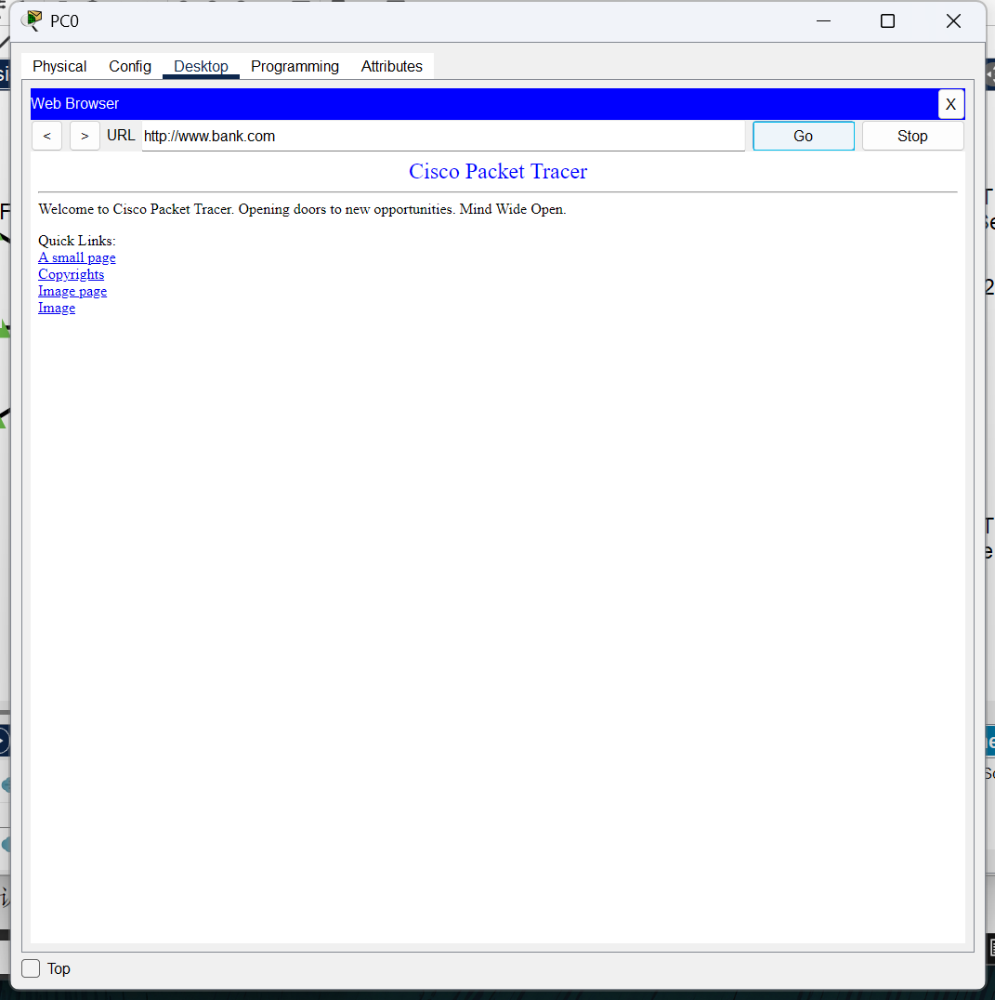 PC0
Physical Config Desktop Programming Attributes
Web Browser X
< > URL http://www.bank.com Go Stop
Cisco Packet Tracer
Welcome to Cisco Packet Tracer. Opening doors to new opportunities. Mind Wide Open.
Quick Links:
A small page
Copyrights
Image page
Image
Top